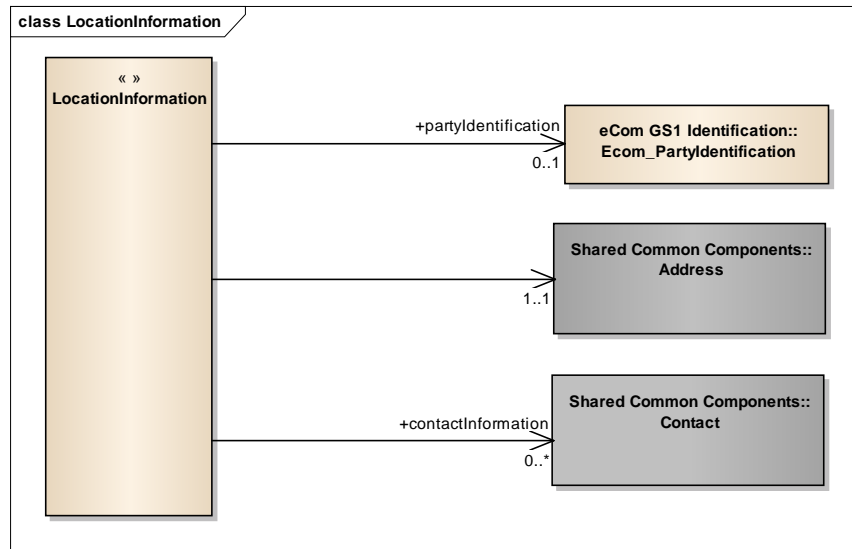 class LocationInformation
« »
LocationInformation
+partyIdentification
0..1
eCom GS1 Identification::
Ecom_PartyIdentification
1..1
Shared Common Components::
Address
+contactInformation
0..*
Shared Common Components::
Contact